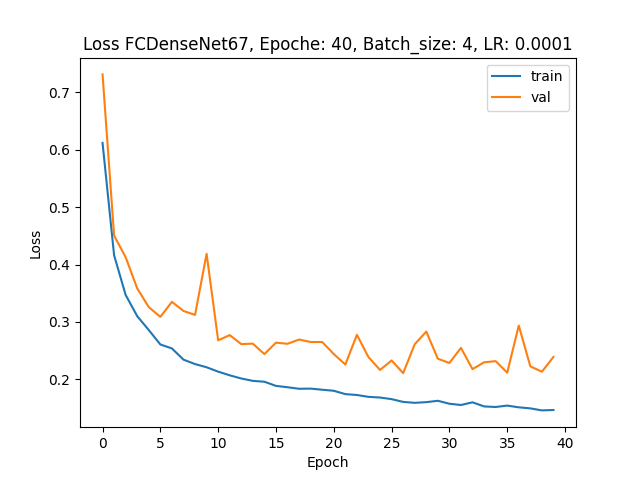 Loss FCDenseNet67, Epoche: 40, Batch_size: 4, LR: 0.0001
train
val
0.7
0.6
0.5
0.4
0.3
0.2
Loss
0 5 10 15 20 25 30 35 40
Epoch